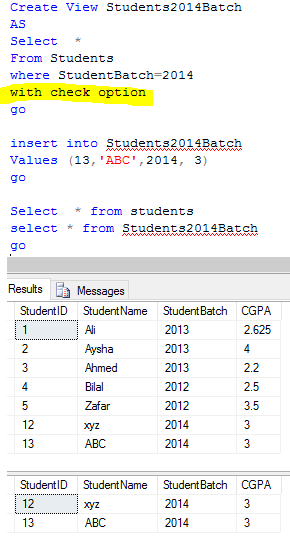 Create View Students2014Batch
AS
Select  *
From Students
where StudentBatch=2014
with check option
go
insert into Students2014Batch
Values (13,'ABC',2014, 3)
go
Select  * from students
select * from Students2014Batch
go
Results Messages
StudentID StudentName StudentBatch CGPA
1 Ali 2013 2.625
2 Aysha 2013 4
3 Ahmed 2013 2.2
4 Bilal 2012 2.5
5 Zafar 2012 3.5
12 xyz 2014 3
13 ABC 2014 3
StudentID StudentName StudentBatch CGPA
12 xyz 2014 3
13 ABC 2014 3